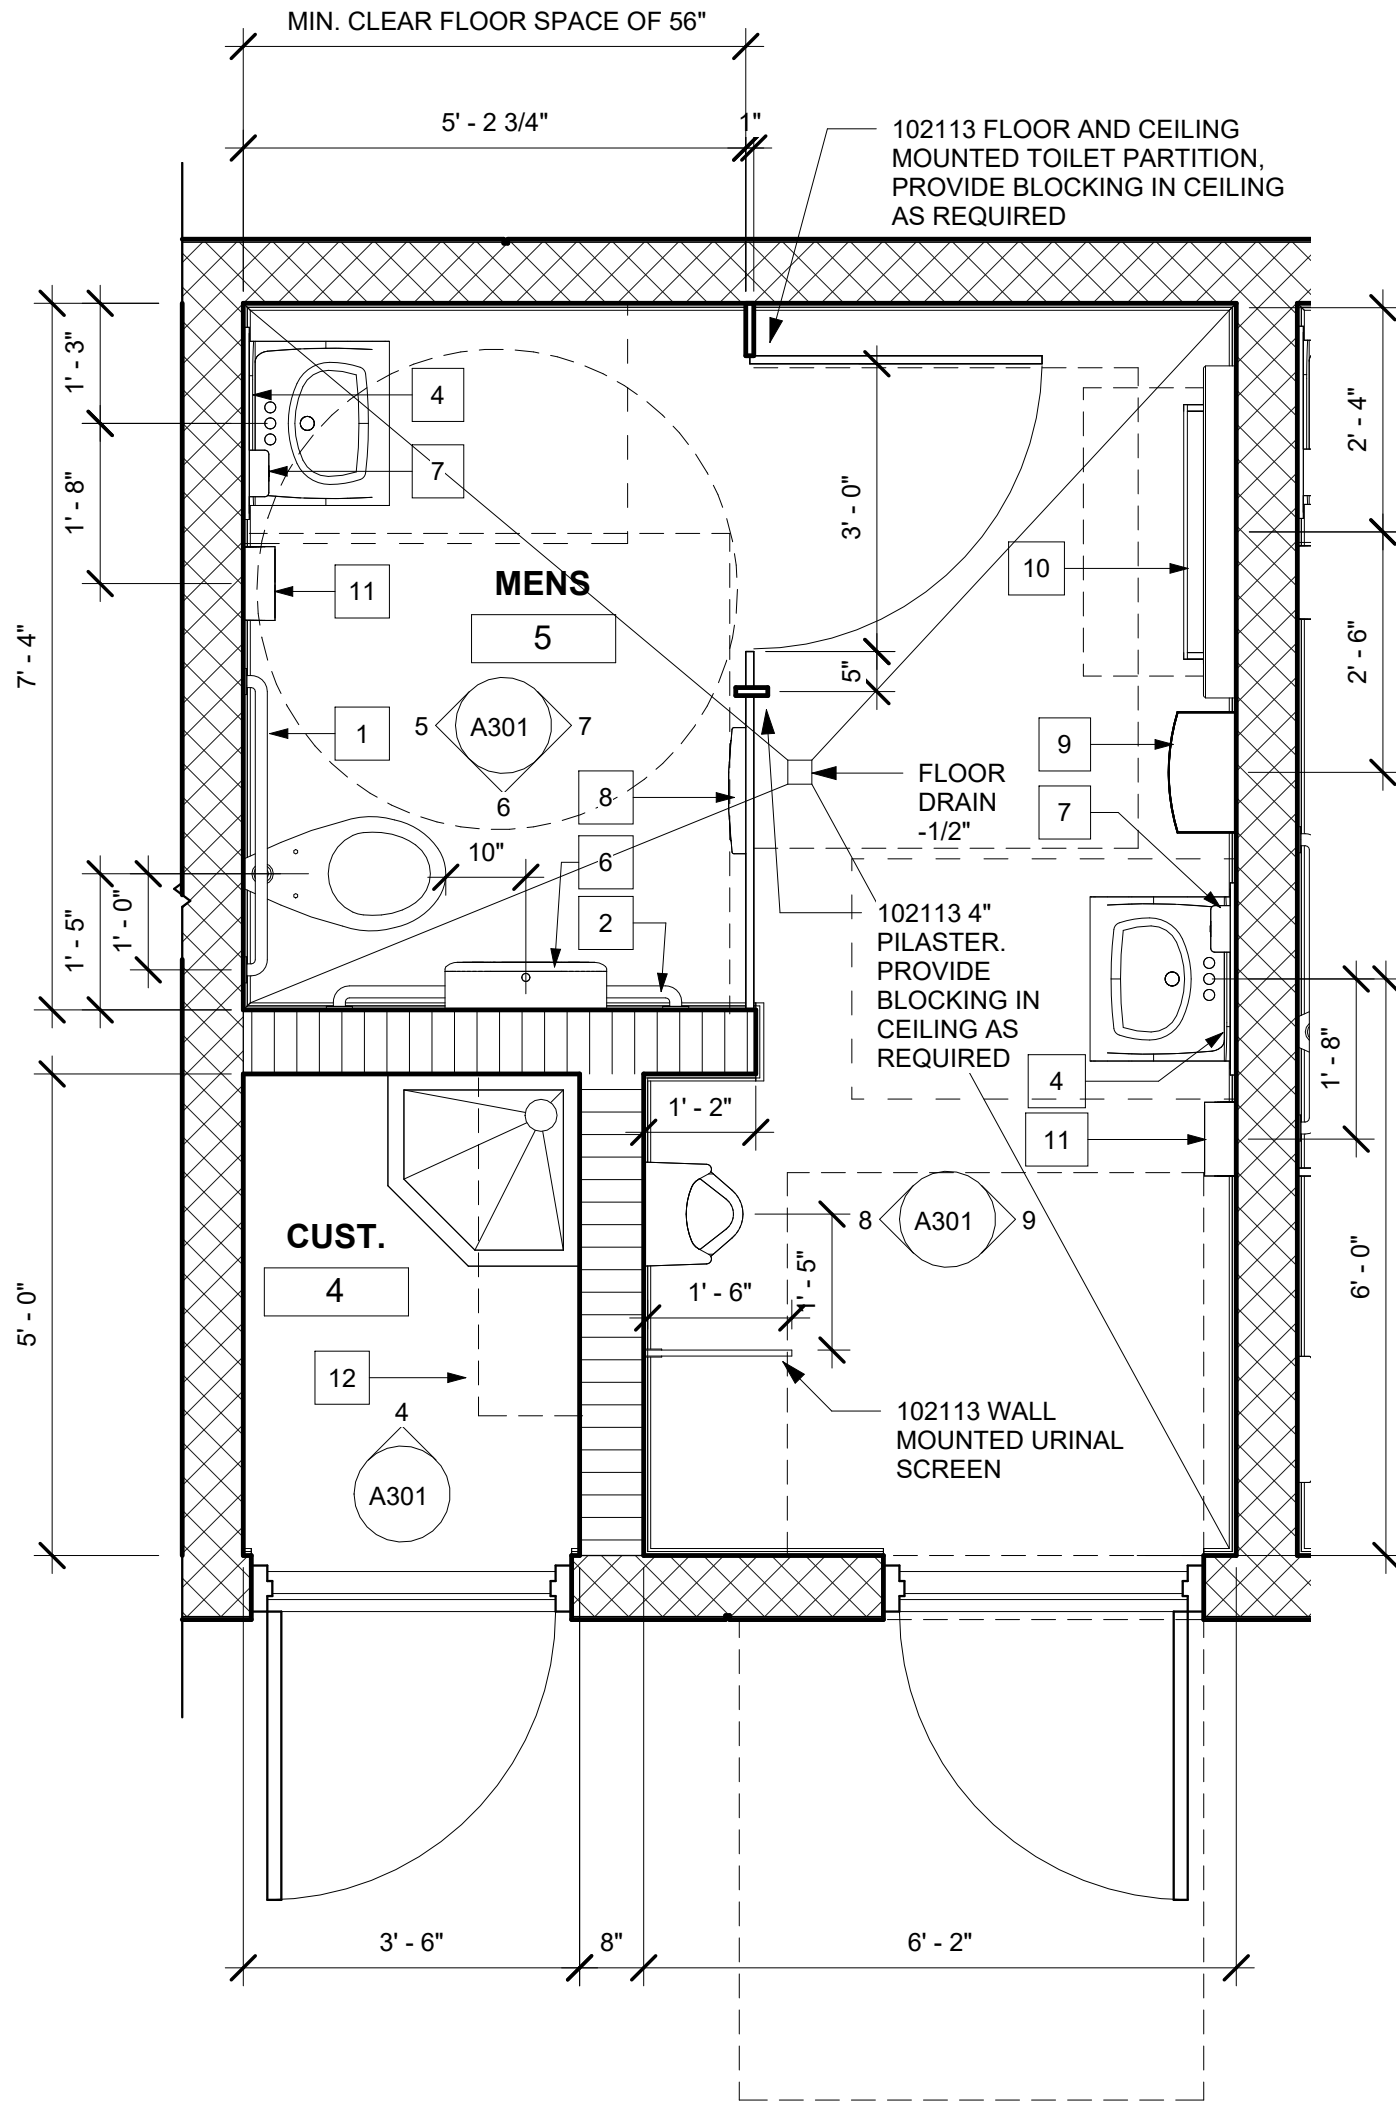 MIN. CLEAR FLOOR SPACE OF 56"
5' - 2 3/4"
1"
102113 FLOOR AND CEILING
MOUNTED TOILET PARTITION,
PROVIDE BLOCKING IN CEILING
AS REQUIRED
1' - 3"
1' - 8"
7' - 4"
1' - 5"
1' - 0"
5' - 0"
4
7
11
MENS
5
1
5
A301
7
6
8
6
2
10"
3' - 0"
5"
10
9
7
FLOOR
DRAIN
-1/2"
102113 4"
PILASTER.
PROVIDE
BLOCKING IN
CEILING AS
REQUIRED
4
11
2' - 4"
2' - 6"
1' - 8"
6' - 0"
1' - 2"
8
A301
9
1' - 6"
1' - 5"
CUST.
4
12
4
A301
102113 WALL
MOUNTED URINAL
SCREEN
3' - 6"
8"
6' - 2"